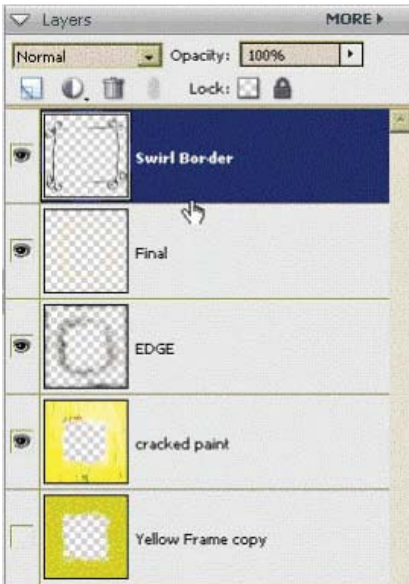 Layers MORE
Normal Opacity: 100%
Lock:
Swirl Border
Final
EDGE
cracked paint
Yellow Frame copy